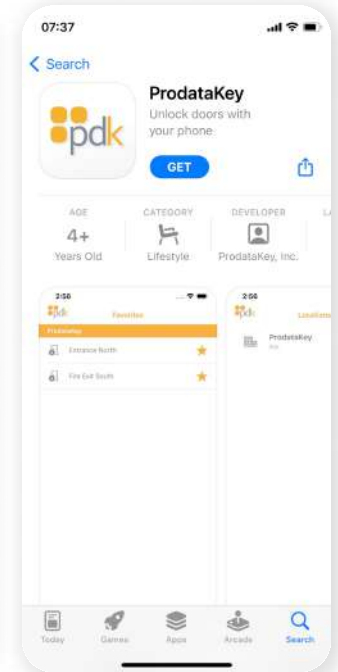 07:37
Search
pdk
ProdataKey
Unlock doors with
your phone
GET
AGE
CATEGORY
DEVELOPER
4+
Years Old
Lifestyle
ProdataKey, Inc.
2:56
pdk
Favorites
ProdataKey
Entrance North
Fire Exit South
2:56
pdk
Locations
ProdataKey
Today
Games
Apps
Arcade
Search